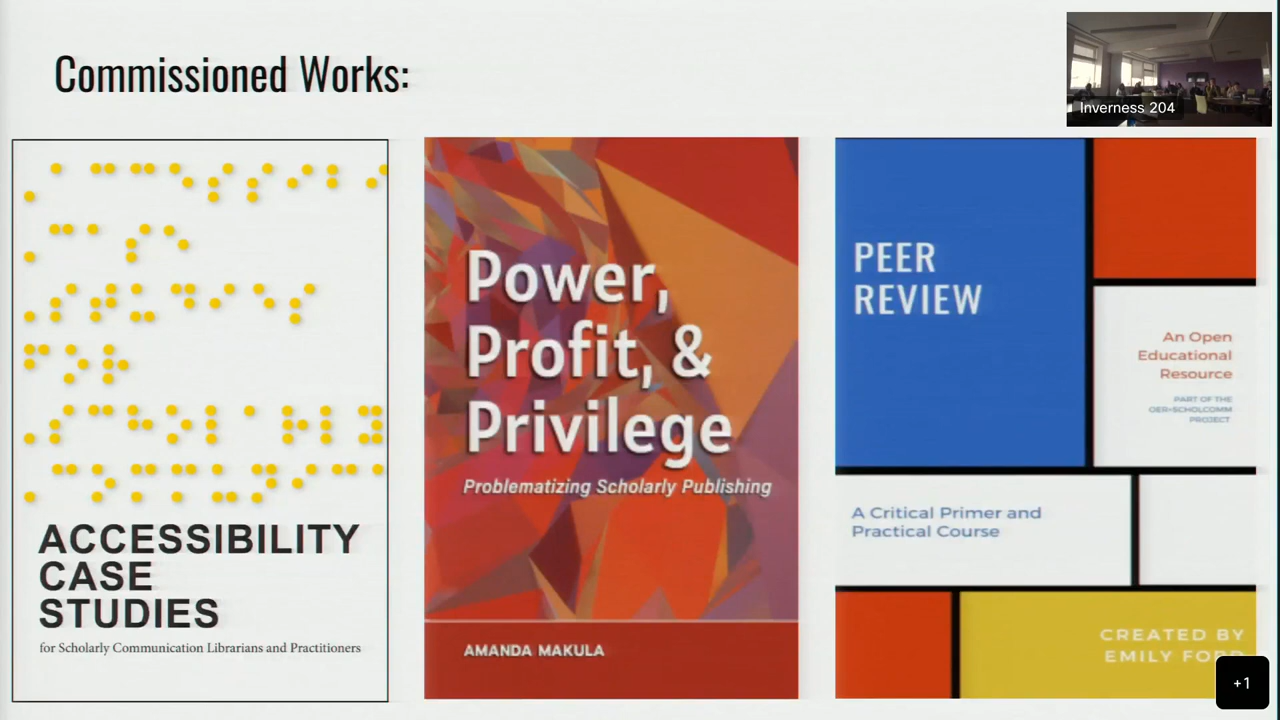 Commissioned Works:
Inverness 204
ACCESSIBILITY
CASE
STUDIES
for Scholarly Communication Librarians and Practitioners
Power,
Profit, &
Privilege
Problematizing Scholarly Publishing
AMANDA MAKULA
PEER
REVIEW
An Open
Educational
Resource
PART OF THE
OER+SCHOLCOMM
PROJECT
A Critical Primer and
Practical Course
CREATED BY
EMILY FORD
+1